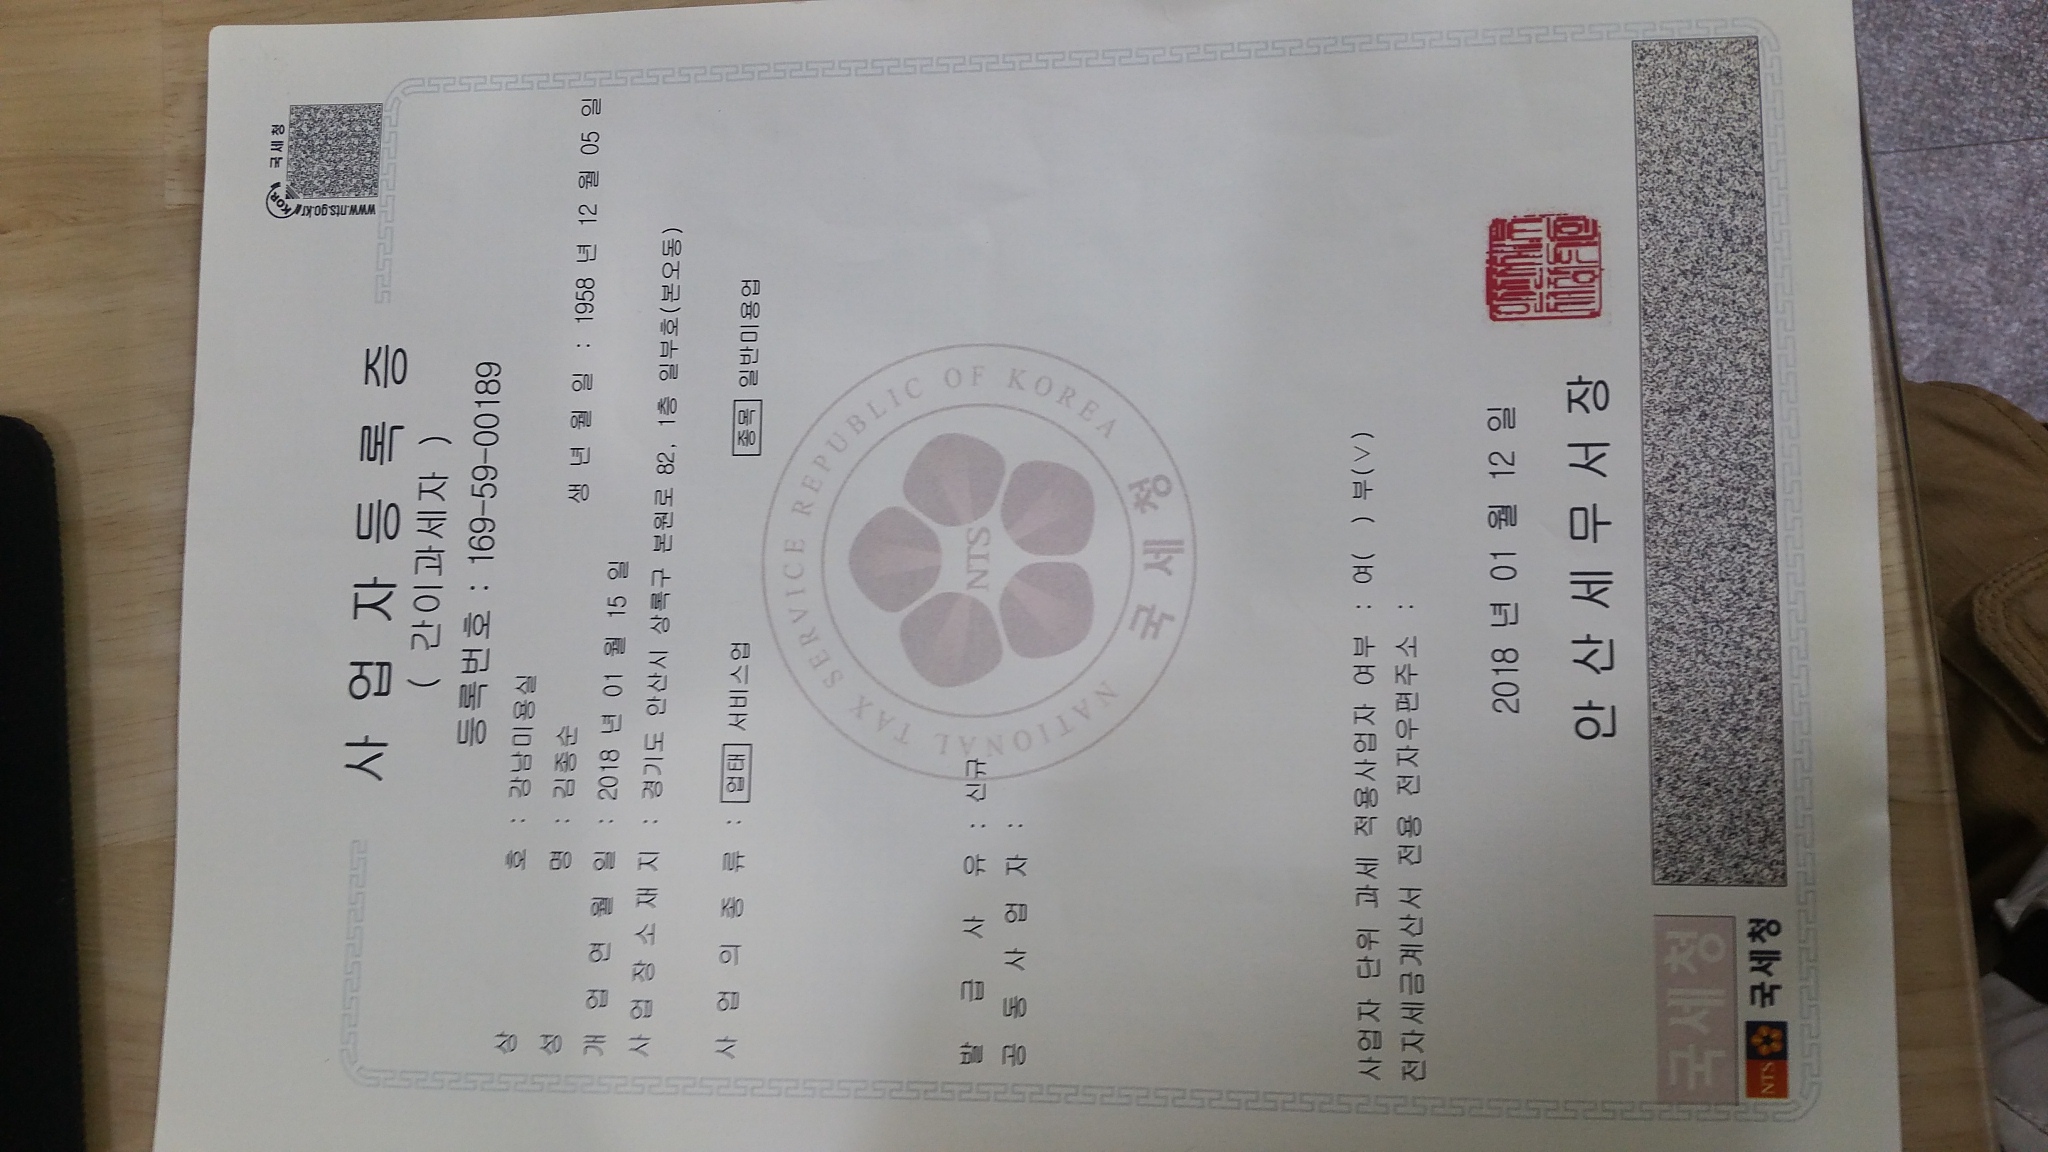 국세청
www.nts.go.kr
사업자등록증
( 간이과세자 )
등록번호 : 169-59-00189
상 호 : 강남미용실
성 명 : 김종순 생 년 월 일 : 1958 년 12 월 05 일
개 업 연 월 일 : 2018 년 01 월 15 일
사 업 장 소 재 지 : 경기도 안산시 상록구 본원로 82, 1층 일부호(본오동)
사 업 의 종 류 : 업태 서비스업 종목 일반미용업
NATIONAL TAX SERVICE REPUBLIC OF KOREA
NTS
국세청
발 급 사 유 : 신규
공 동 사 업 자 :
사업자 단위 과세 적용사업자 여부 : 여( ) 부(∨)
전자세금계산서 전용 전자우편주소 :
2018 년 01 월 12 일
안 산 세 무 서 장
국세청
NTS 국세청